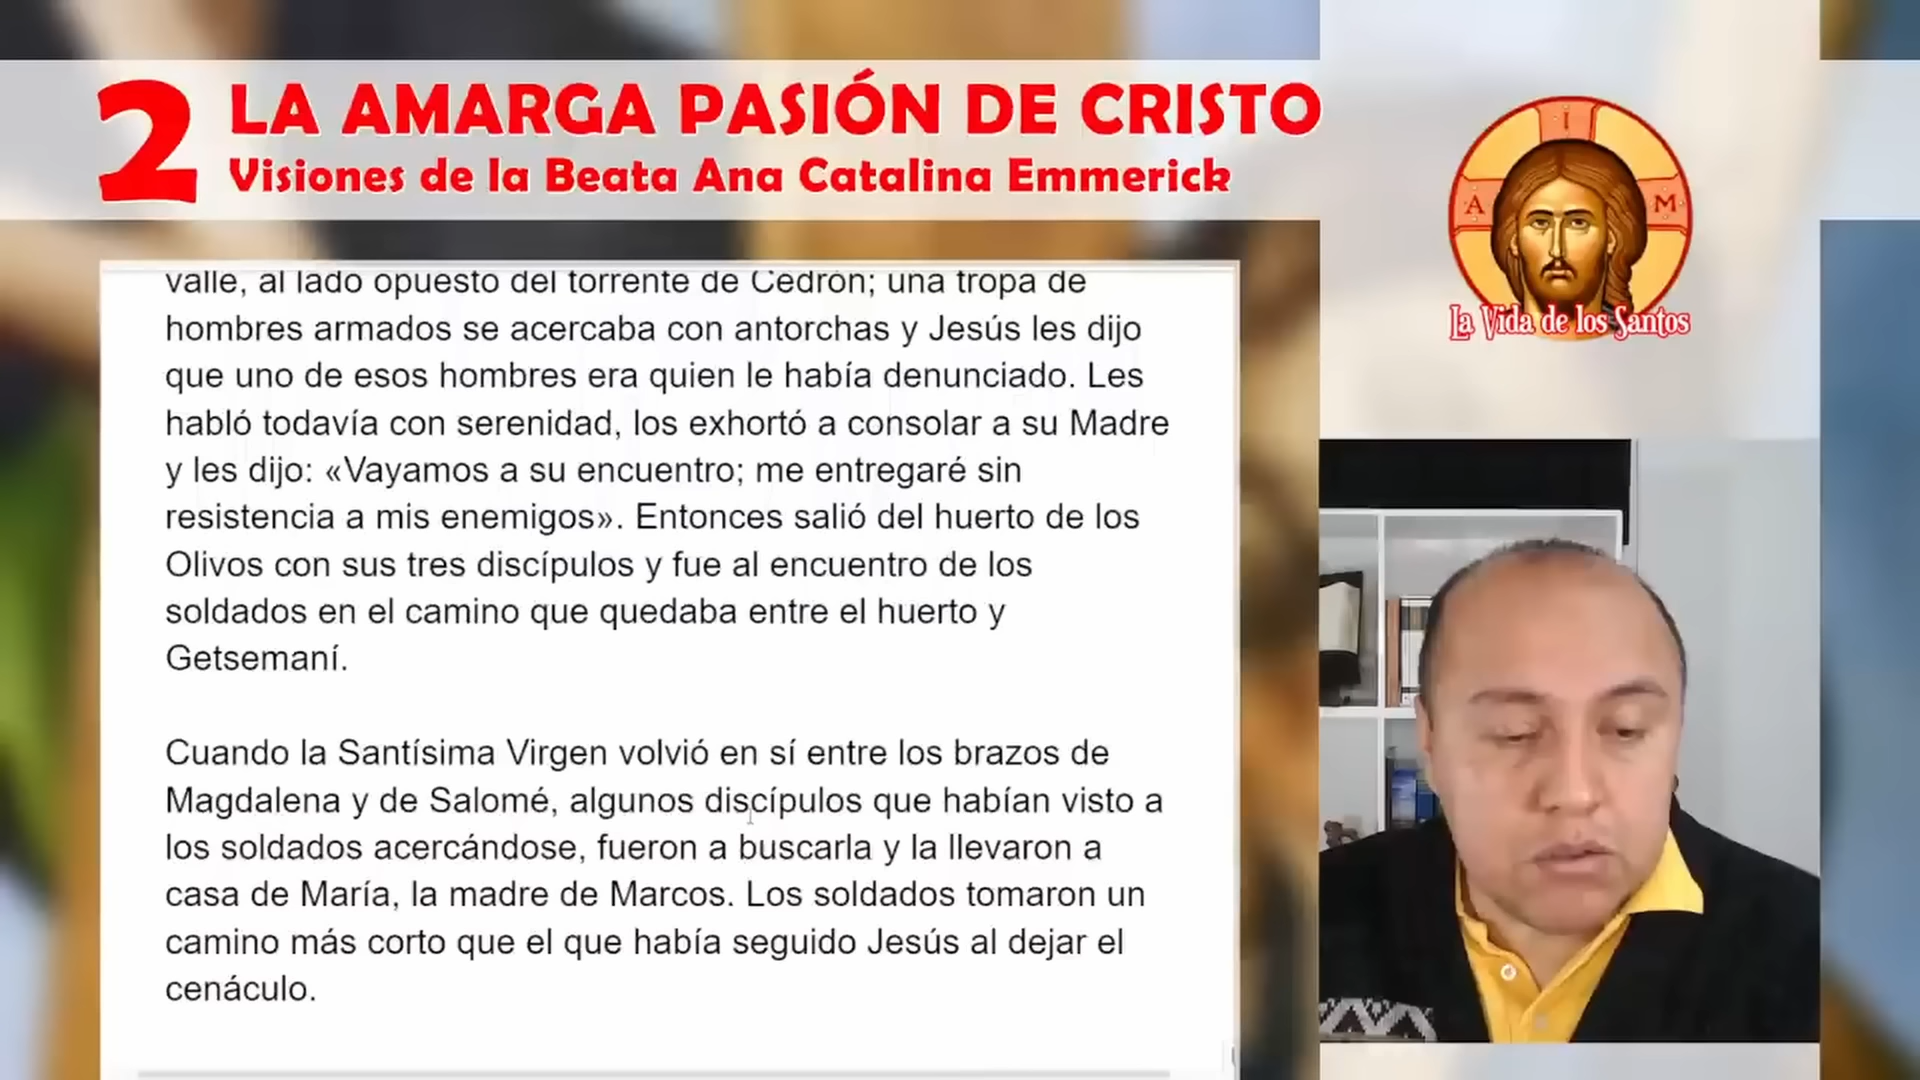 2
LA AMARGA PASIÓN DE CRISTO
Visiones de la Beata Ana Catalina Emmerick
I
A
M
La Vida de los Santos
valle, al lado opuesto del torrente de Cedrón; una tropa de
hombres armados se acercaba con antorchas y Jesús les dijo
que uno de esos hombres era quien le había denunciado. Les
habló todavía con serenidad, los exhortó a consolar a su Madre
y les dijo: «Vayamos a su encuentro; me entregaré sin
resistencia a mis enemigos». Entonces salió del huerto de los
Olivos con sus tres discípulos y fue al encuentro de los
soldados en el camino que quedaba entre el huerto y
Getsemaní.
Cuando la Santísima Virgen volvió en sí entre los brazos de
Magdalena y de Salomé, algunos discípulos que habían visto a
los soldados acercándose, fueron a buscarla y la llevaron a
casa de María, la madre de Marcos. Los soldados tomaron un
camino más corto que el que había seguido Jesús al dejar el
cenáculo.